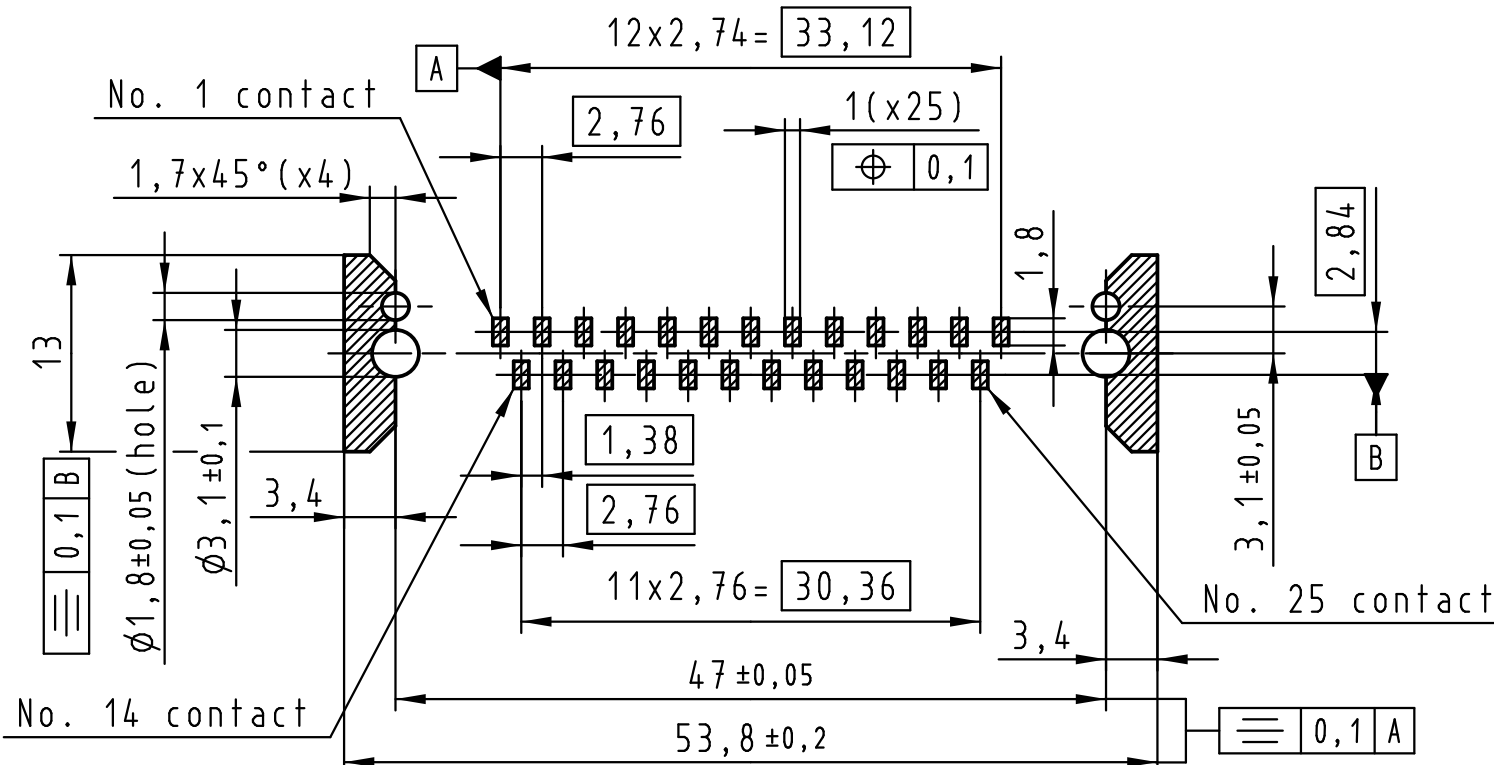 12x2,74= 33,12
A
No. 1 contact
2,76
1(x25)
0,1
1,7x45°(x4)
2,84
1,8
13
1,38
2,76
3,4
0,1 B
Ø1,8±0,05(hole)
Ø3,1±0,1
3,1±0,05
B
11x2,76= 30,36
No. 25 contact
3,4
47±0,05
No. 14 contact
53,8±0,2
0,1 A